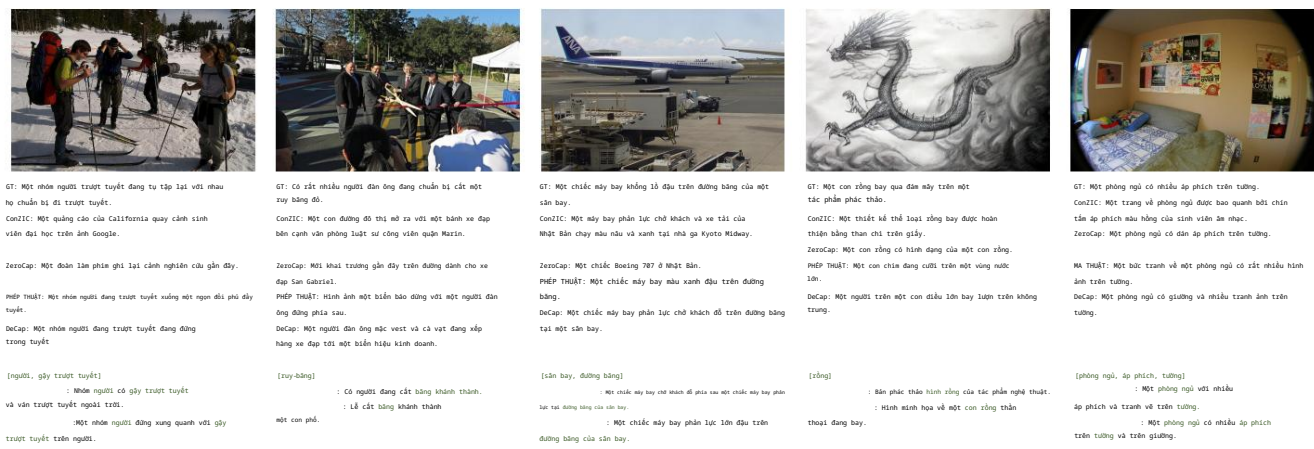 GT: Một nhóm người trượt tuyết đang tụ tập lại với nhau
họ chuẩn bị đi trượt tuyết.
ConZIC: Một quảng cáo của California quay cảnh sinh
viên đại học trên ảnh Google.
ZeroCap: Một đoàn làm phim ghi lại cảnh nghiên cứu gần đây.
PHÉP THUẬT: Một nhóm người đang trượt tuyết xuống một ngọn đồi phủ đầy
tuyết.
DeCap: Một nhóm người đang trượt tuyết đang đứng
trong tuyết
[người, gậy trượt tuyết]
: Nhóm người có gậy trượt tuyết
và ván trượt tuyết ngoài trời.
:Một nhóm người đứng xung quanh với gậy
trượt tuyết trên người.
GT: Có rất nhiều người đàn ông đang chuẩn bị cắt một
ruy băng đỏ.
ConZIC: Một con đường đô thị mở ra với một bánh xe đạp
bên cạnh văn phòng luật sư công viên quận Marin.
ZeroCap: Mới khai trương gần đây trên đường dành cho xe
đạp San Gabriel.
PHÉP THUẬT: Hình ảnh một biển báo dừng với một người đàn
ông đứng phía sau.
DeCap: Một người đàn ông mặc vest và cà vạt đang xếp
hàng xe đạp tới một biển hiệu kinh doanh.
[ruy-băng]
: Có người đang cắt băng khánh thành.
: Lễ cắt băng khánh thành
một con phố.
ANA
GT: Một chiếc máy bay khổng lồ đậu trên đường băng của một
sân bay.
ConZIC: Một máy bay phản lực chở khách và xe tải của
Nhật Bản chạy màu nâu và xanh tại nhà ga Kyoto Midway.
ZeroCap: Một chiếc Boeing 707 ở Nhật Bản.
PHÉP THUẬT: Một chiếc máy bay màu xanh đậu trên đường
băng.
DeCap: Một chiếc máy bay phản lực chở khách đỗ trên đường băng
tại một sân bay.
[sân bay, đường băng]
: Một chiếc máy bay chở khách đỗ phía sau một chiếc máy bay phản
lực tại đường băng của sân bay.
: Một chiếc máy bay phản lực lớn đậu trên
đường băng của sân bay.
GT: Một con rồng bay qua đám mây trên một
tác phẩm phác thảo.
ConZIC: Một thiết kế thể loại rồng bay được hoàn
thiện bằng than chì trên giấy.
ZeroCap: Một con rồng có hình dạng của một con rồng.
PHÉP THUẬT: Một con chim đang cưỡi trên một vùng nước
lớn.
DeCap: Một người trên một con diều lớn bay lượn trên không
trung.
[rồng]
: Bản phác thảo hình rồng của tác phẩm nghệ thuật.
: Hình minh họa về một con rồng thần
thoại đang bay.
GT: Một phòng ngủ có nhiều áp phích trên tường.
ConZIC: Một trang về phòng ngủ được bao quanh bởi chín
tấm áp phích màu hồng của sinh viên âm nhạc.
ZeroCap: Một phòng ngủ có dán áp phích trên tường.
MA THUẬT: Một bức tranh về một phòng ngủ có rất nhiều hình
ảnh trên tường.
DeCap: Một phòng ngủ có giường và nhiều tranh ảnh trên
tường.
[phòng ngủ, áp phích, tường]
: Một phòng ngủ với nhiều
áp phích và tranh vẽ trên tường.
: Một phòng ngủ có nhiều áp phích
trên tường và trên giường.